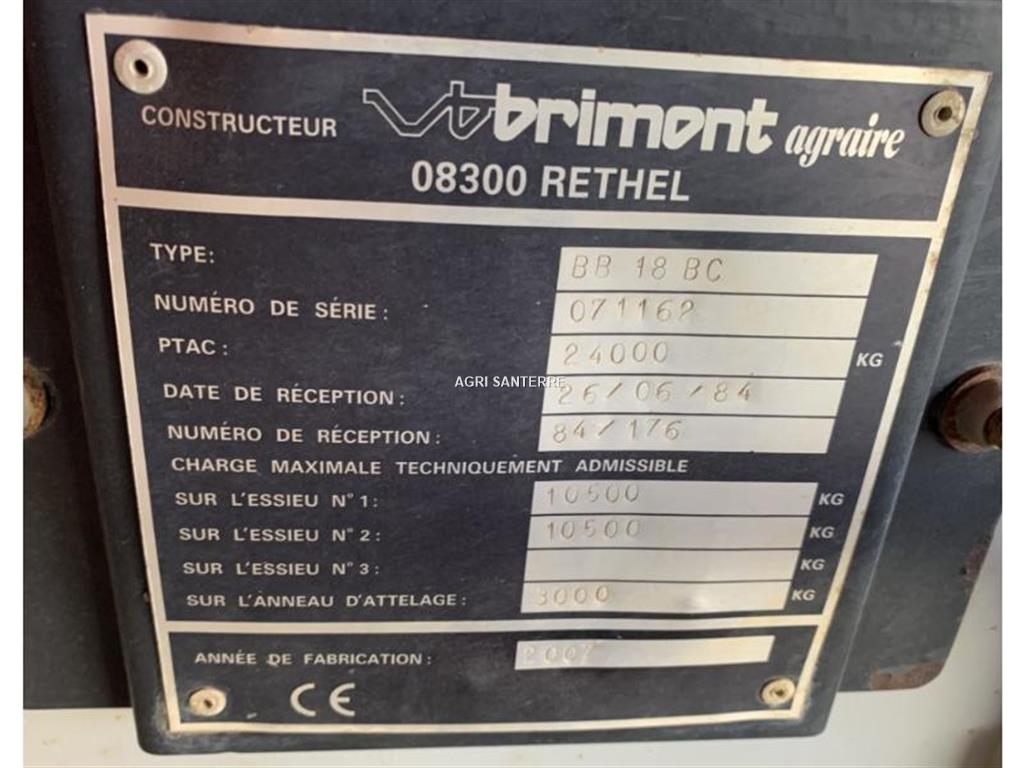 CONSTRUCTEUR brimont agraire
08300 RETHEL
TYPE: BB 18 BC
NUMÉRO DE SÉRIE: 071162
PTAC: 24000 KG
AGRI SANTERRE
DATE DE RÉCEPTION: 26/06/84
NUMÉRO DE RÉCEPTION: 84/176
CHARGE MAXIMALE TECHNIQUEMENT ADMISSIBLE
SUR L'ESSIEU N° 1: 10500 KG
SUR L'ESSIEU N° 2: 10500 KG
SUR L'ESSIEU N° 3: KG
SUR L'ANNEAU D'ATTELAGE: 3000 KG
ANNÉE DE FABRICATION: 2007
CE